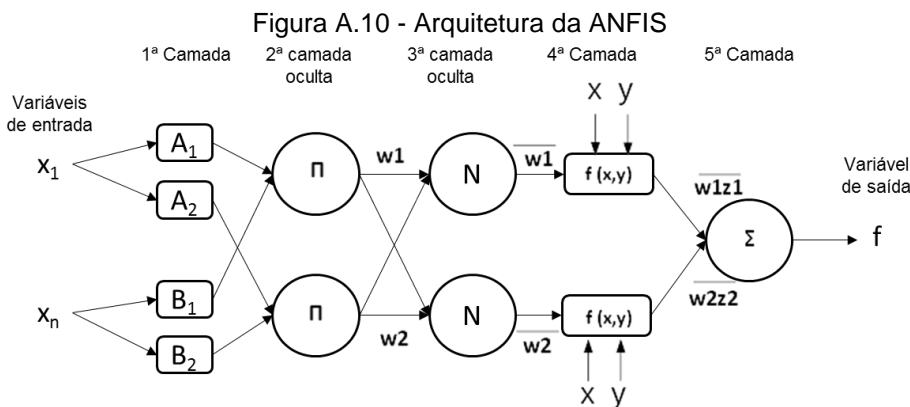 Figura A.10 - Arquitetura da ANFIS
1ª Camada
2ª camada
oculta
3ª camada
oculta
4ª Camada
5ª Camada
Variáveis
de entrada
x₁
xₙ
A₁
A₂
B₁
B₂
Π
Π
w1
w2
N
N
w1
w2
x y
f (x,y)
f (x,y)
x y
w1z1
w2z2
Σ
Variável
de saída
f